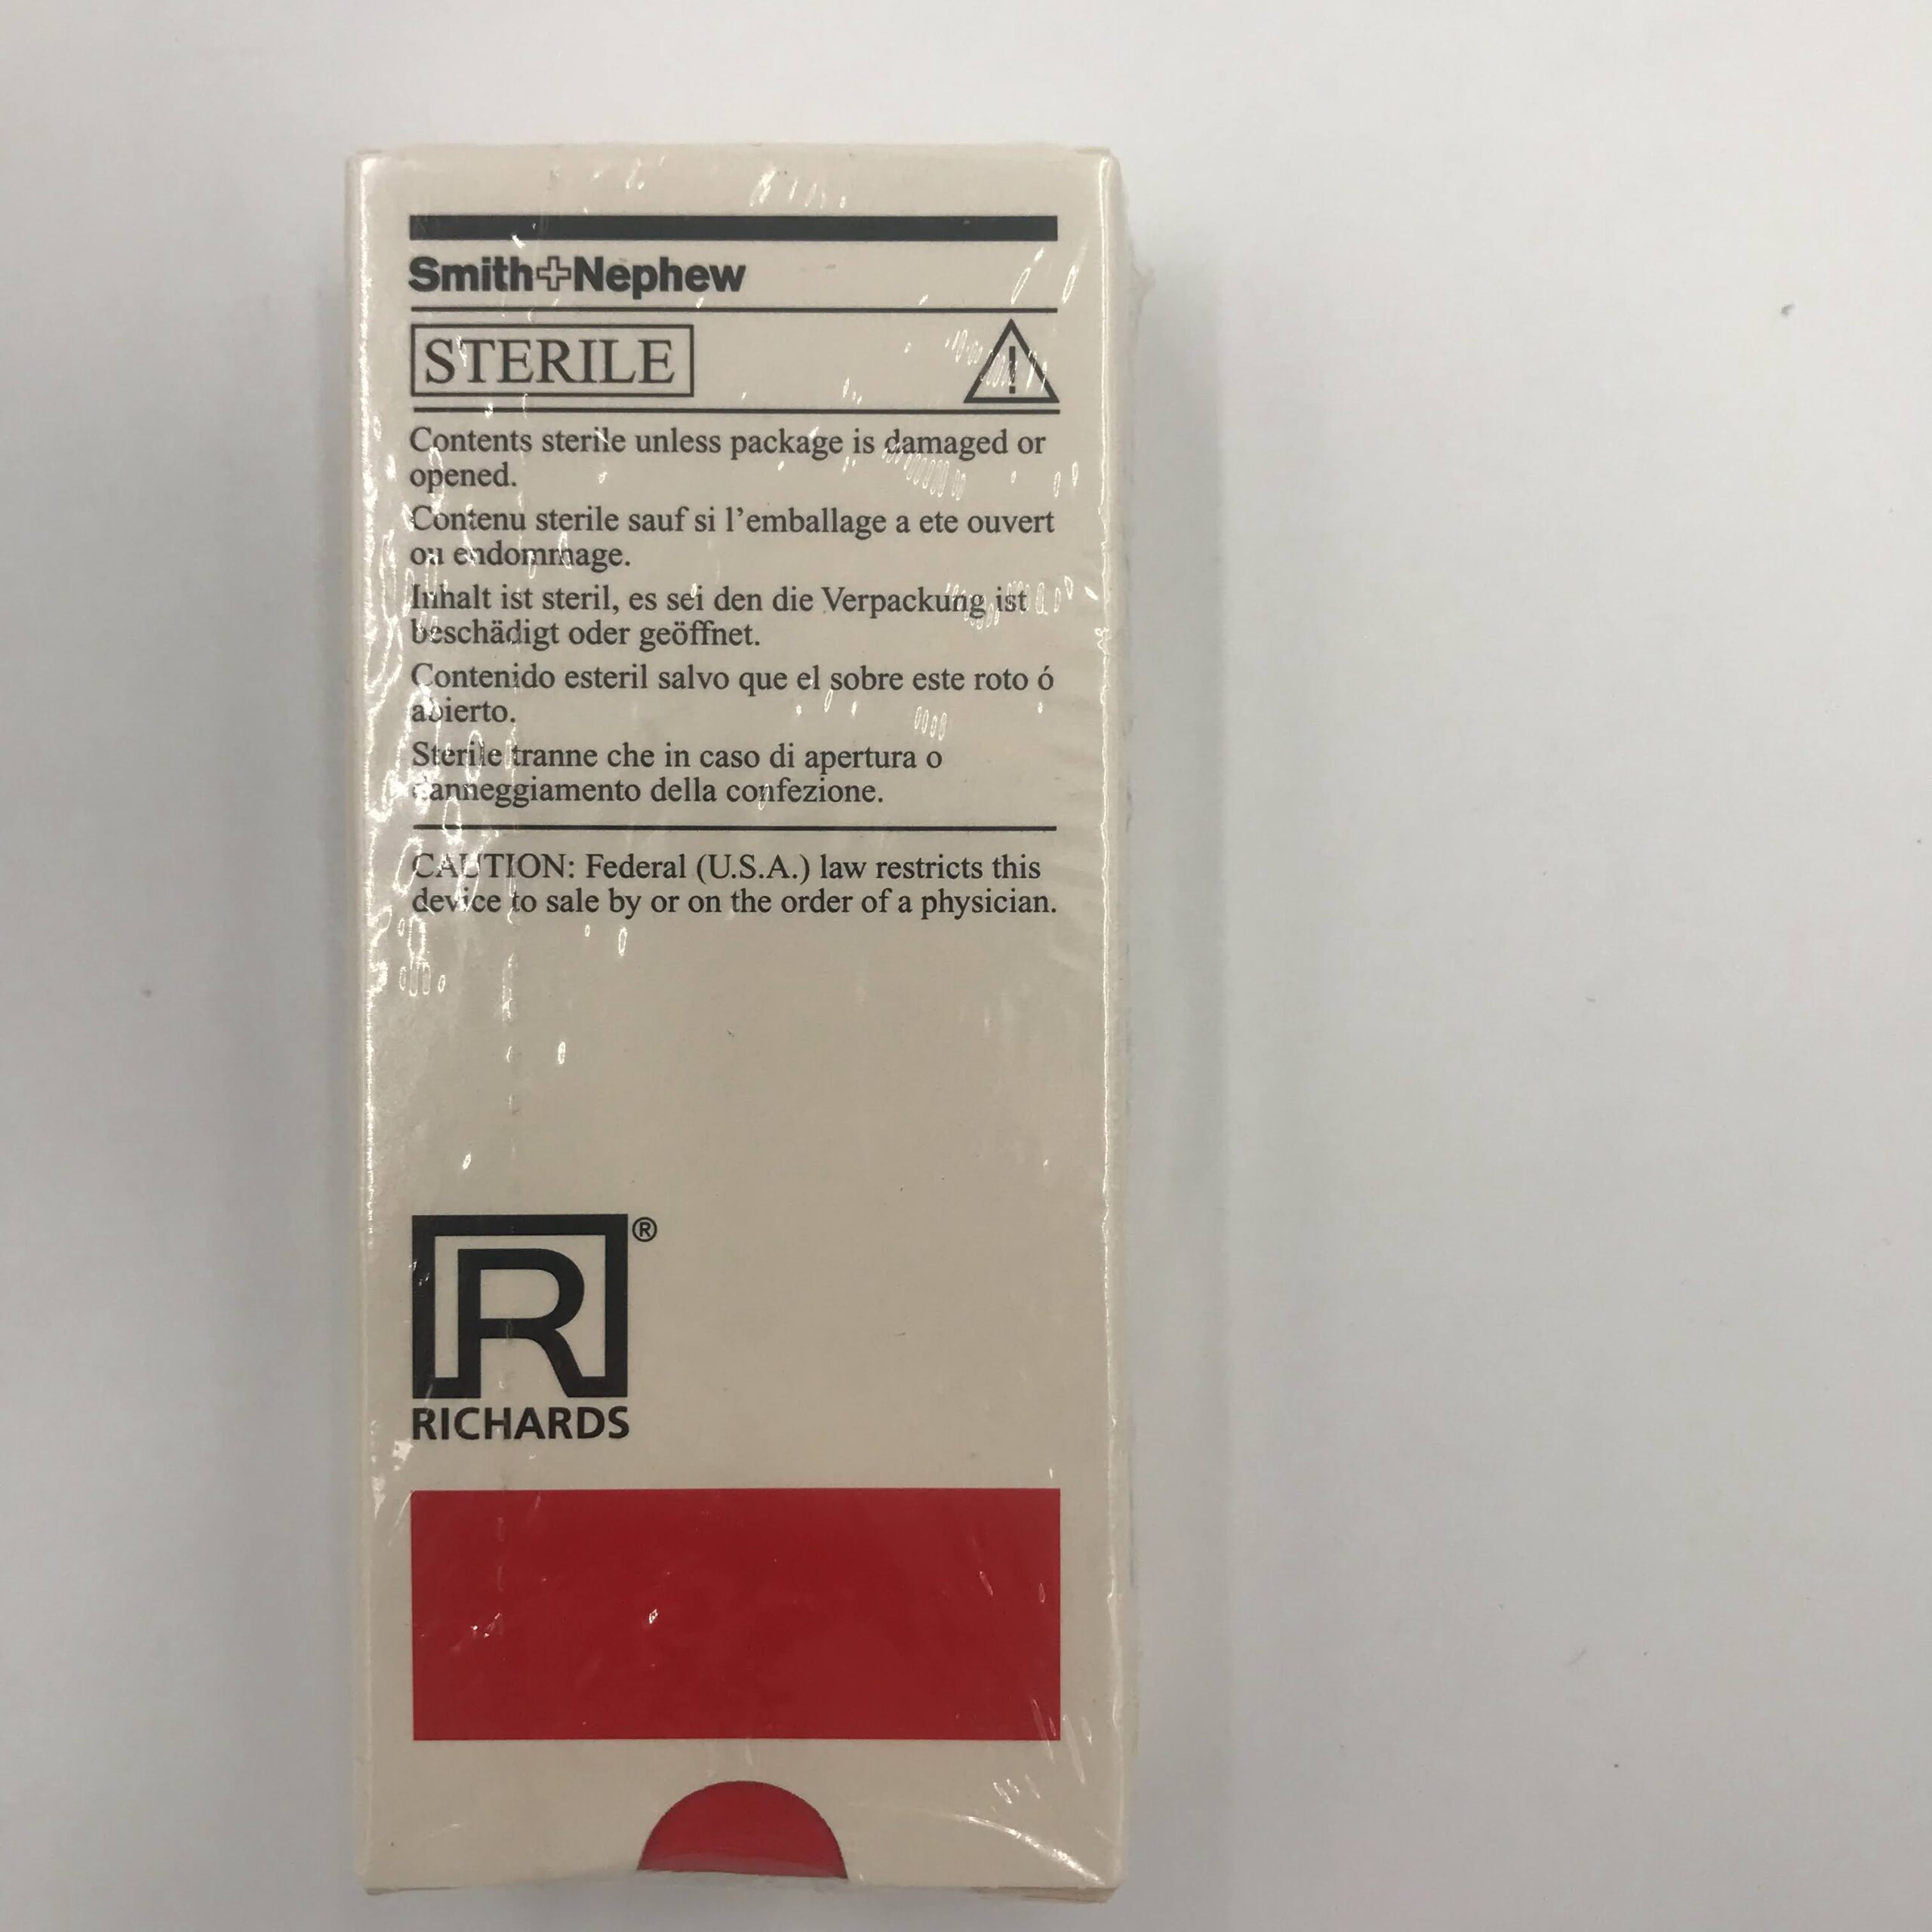 Smith+Nephew
STERILE
!
Contents sterile unless package is damaged or
opened.
Contenu sterile sauf si l'emballage a ete ouvert
ou endommage.
Inhalt ist steril, es sei den die Verpackung ist
beschädigt oder geöffnet.
Contenido esteril salvo que el sobre este roto ó
abierto.
Sterile tranne che in caso di apertura o
danneggiamento della confezione.
CAUTION: Federal (U.S.A.) law restricts this
device to sale by or on the order of a physician.
R®
RICHARDS